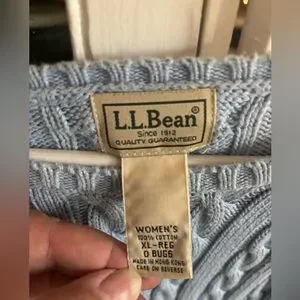 L.L.Bean®
Since 1912
QUALITY GUARANTEED
WOMEN'S
100% COTTON
XL-REG
0 BUGS
MADE IN HONG KONG
CARE ON REVERSE